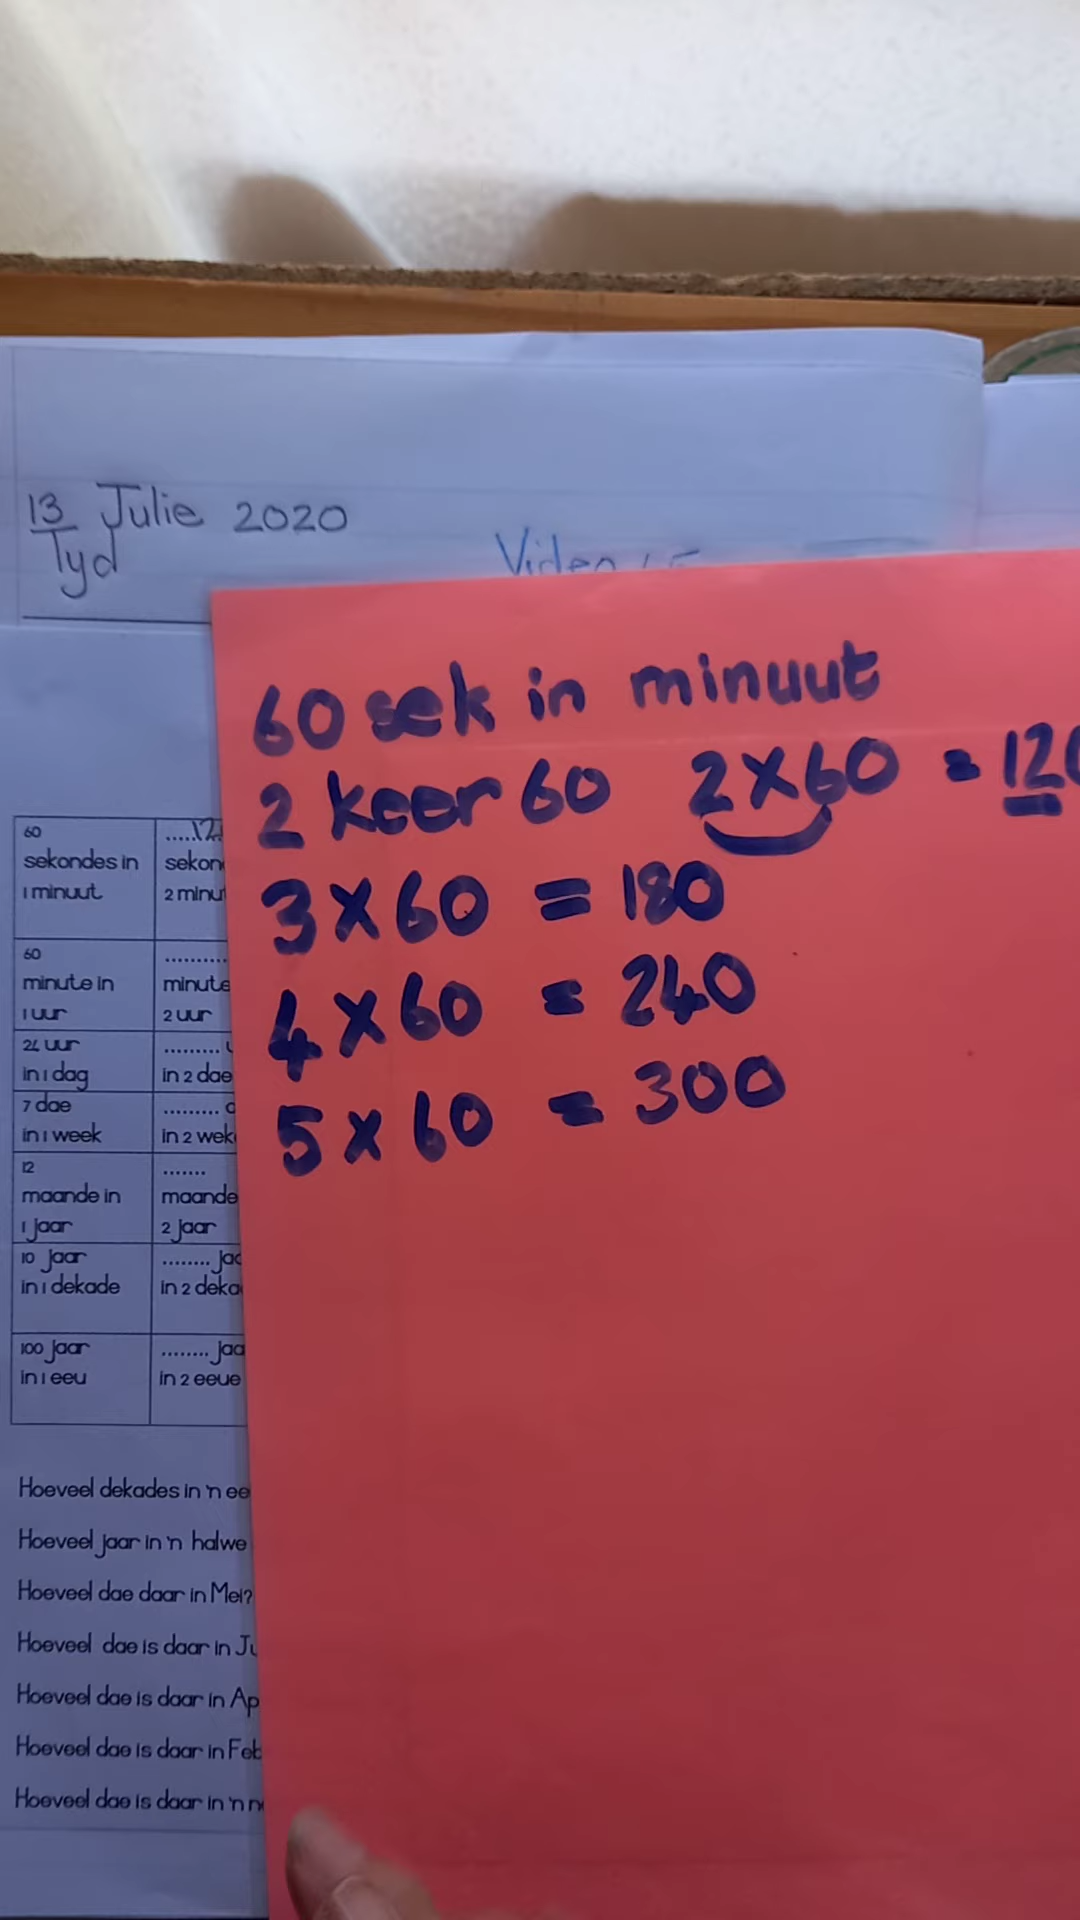 13 Julie 2020
Tyd
60 sek in minuut
2 keer 60 2x60 = 120
3x60 = 180
4x60 = 240
5x60 = 300
60
sekondes in
1 minuut
.....12
2 minu
60
minute in
1 uur
..........
minute
2 uur
24 uur
in 1 dag
.........
in 2 dae
7 dae
in 1 week
.........
in 2 wek
12
maande in
1 jaar
.......
maande
2 jaar
10 jaar
in 1 dekade
........
in 2 deka
100 jaar
in 1 eeu
........ jaa
in 2 eeue
Hoeveel dekades in 'n ee
Hoeveel jaar in 'n halwe
Hoeveel dae daar in Mei?
Hoeveel dae is daar in Ju
Hoeveel dae is daar in Ap
Hoeveel dae is daar in Feb
Hoeveel dae is daar in 'n